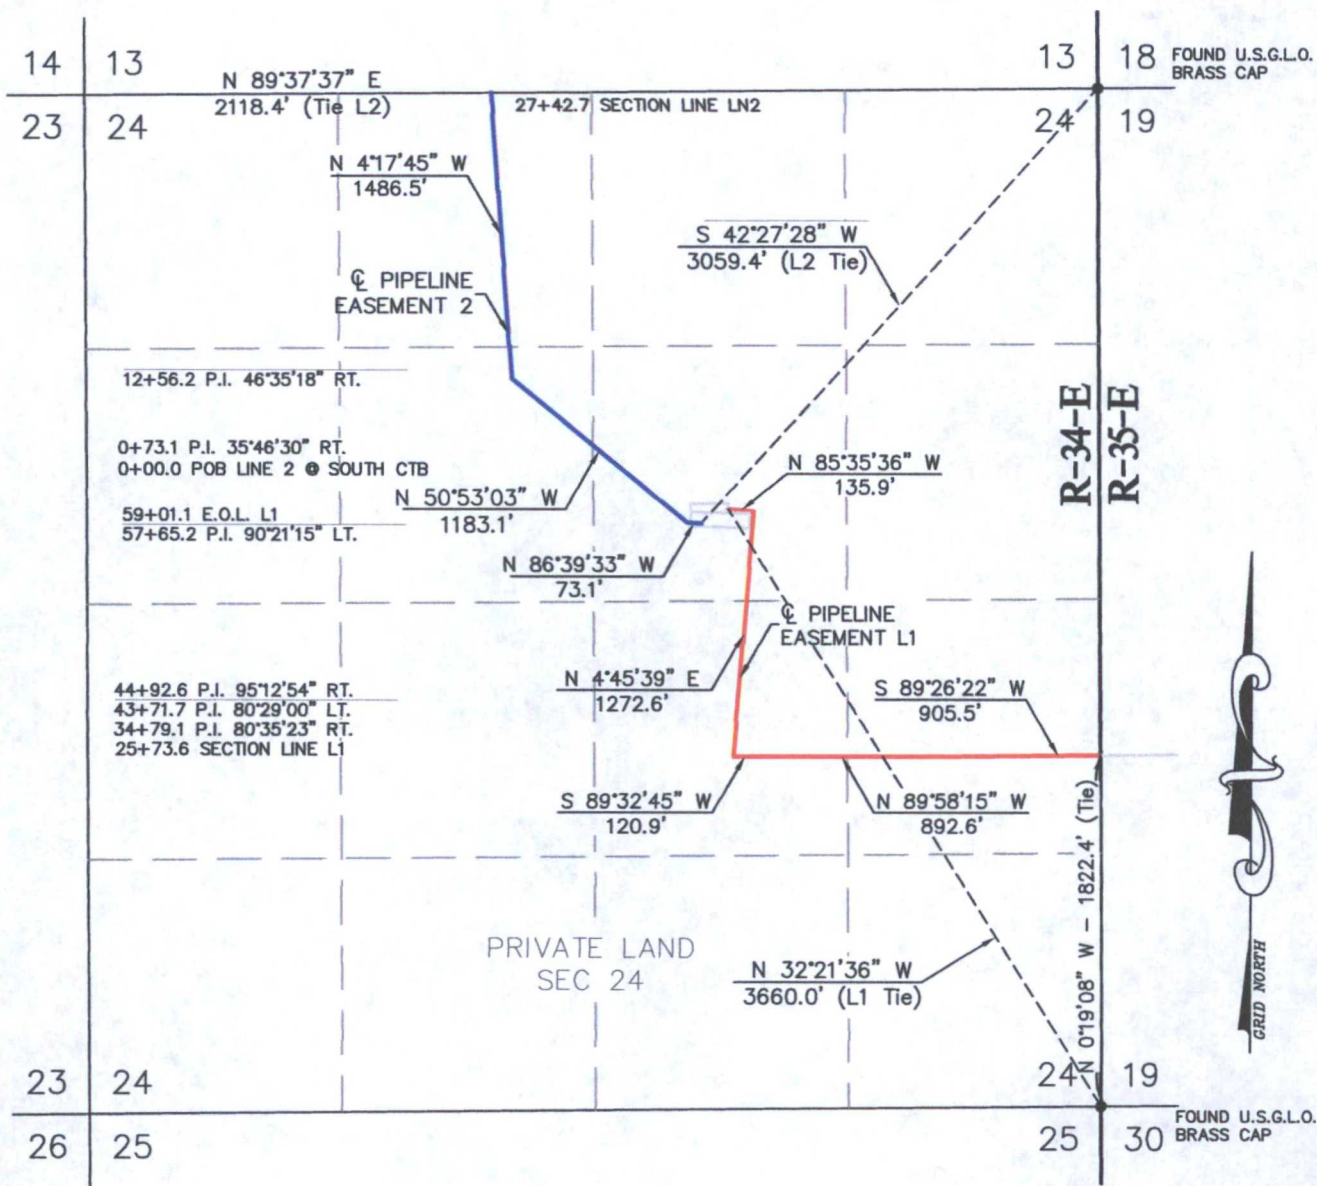 14 13
13 18
FOUND U.S.G.L.O.
BRASS CAP
N 89°37'37" E
2118.4' (Tie L2)
27+42.7 SECTION LINE LN2
23 24
24 19
N 4°17'45" W
1486.5'
S 42°27'28" W
3059.4' (L2 Tie)
℄ PIPELINE
EASEMENT 2
12+56.2 P.I. 46°35'18" RT.
R-34-E
R-35-E
0+73.1 P.I. 35°46'30" RT.
0+00.0 POB LINE 2 @ SOUTH CTB
N 85°35'36" W
135.9'
N 50°53'03" W
1183.1'
59+01.1 E.O.L. L1
57+65.2 P.I. 90°21'15" LT.
N 86°39'33" W
73.1'
℄ PIPELINE
EASEMENT L1
N 4°45'39" E
1272.6'
44+92.6 P.I. 95°12'54" RT.
43+71.7 P.I. 80°29'00" LT.
34+79.1 P.I. 80°35'23" RT.
25+73.6 SECTION LINE L1
S 89°26'22" W
905.5'
S 89°32'45" W
120.9'
N 89°58'15" W
892.6'
N 0°19'08" W - 1822.4' (Tie)
PRIVATE LAND
SEC 24
N 32°21'36" W
3660.0' (L1 Tie)
GRID NORTH
23 24
24 19
26 25
25 30
FOUND U.S.G.L.O.
BRASS CAP